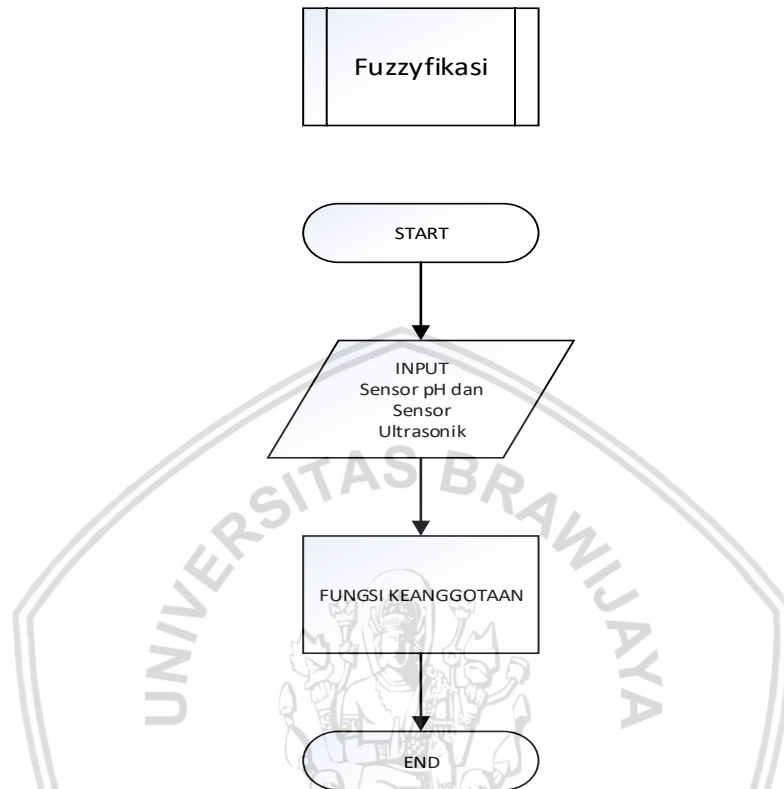 Fuzzyfikasi
START
INPUT
Sensor pH dan
Sensor
Ultrasonik
UNIVERSITAS BRAWIJAYA
FUNGSI KEANGGOTAAN
END